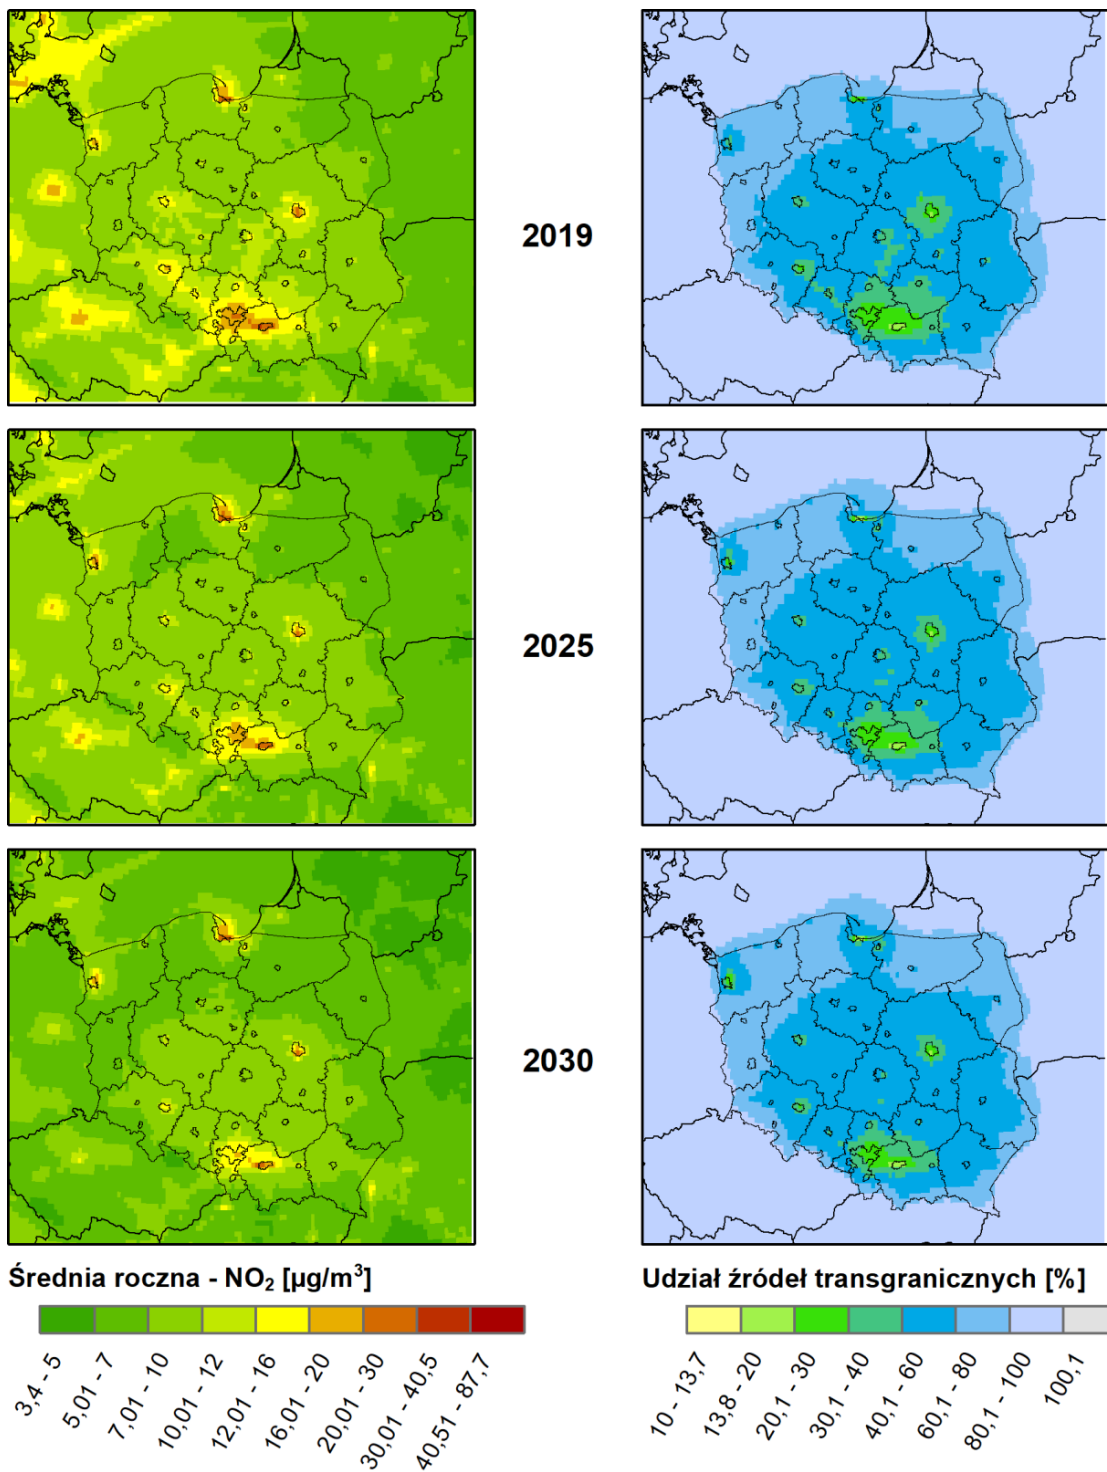 2019
2025
2030
Średnia roczna - NO₂ [µg/m³]
3,4 - 5
5,01 - 7
7,01 - 10
10,01 - 12
12,01 - 16
16,01 - 20
20,01 - 30
30,01 - 40,5
40,51 - 87,7
Udział źródeł transgranicznych [%]
10 - 13,7
13,8 - 20
20,1 - 30
30,1 - 40
40,1 - 60
60,1 - 80
80,1 - 100
100,1